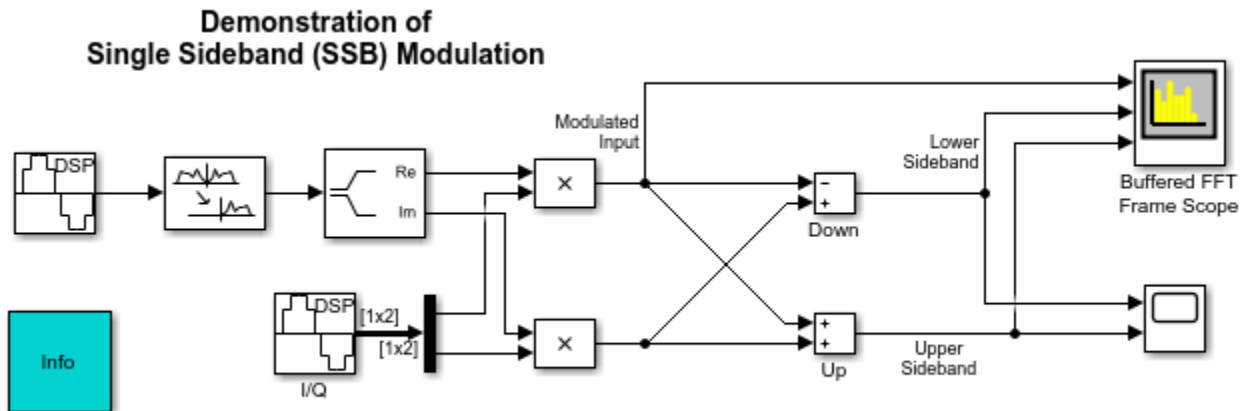 Demonstration of
Single Sideband (SSB) Modulation
Modulated
Input
Lower
Sideband
DSP
Re
Im
×
−
+
Down
Buffered FFT
Frame Scope
Info
DSP
[1x2]
[1x2]
I/Q
×
+
+
Up
Upper
Sideband